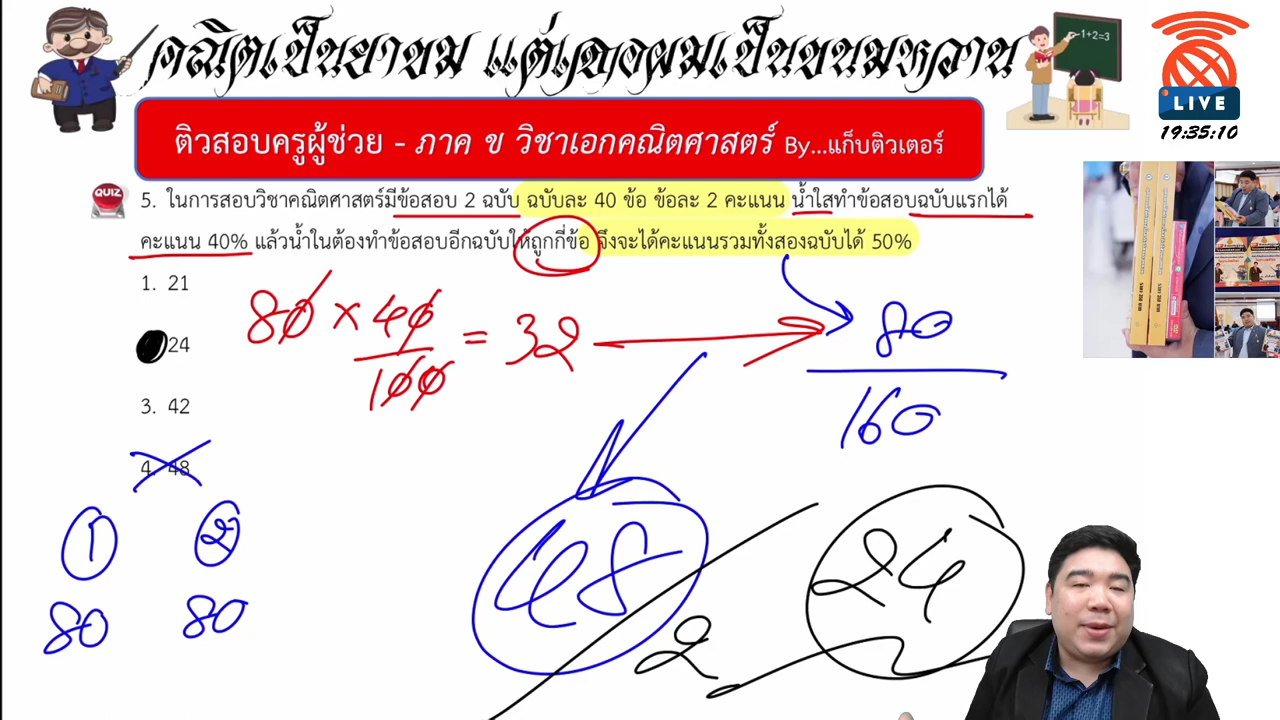 คณิตเป็นยาขม แต่เจอผมเป็นขนมหวาน
-1+2=3
LIVE
19:35:10
ติวสอบครูผู้ช่วย - ภาค ข วิชาเอกคณิตศาสตร์ By...แก็บติวเตอร์
QUIZ
5. ในการสอบวิชาคณิตศาสตร์มีข้อสอบ 2 ฉบับ ฉบับละ 40 ข้อ ข้อละ 2 คะแนน น้ำใสทำข้อสอบฉบับแรกได้
คะแนน 40% แล้วน้ำในต้องทำข้อสอบอีกฉบับให้ถูกกี่ข้อ จึงจะได้คะแนนรวมทั้งสองฉบับได้ 50%
1. 21
24
3. 42
4. 48
80 × 40 / 100 = 32
80
160
1 2
80 80
48
2
24